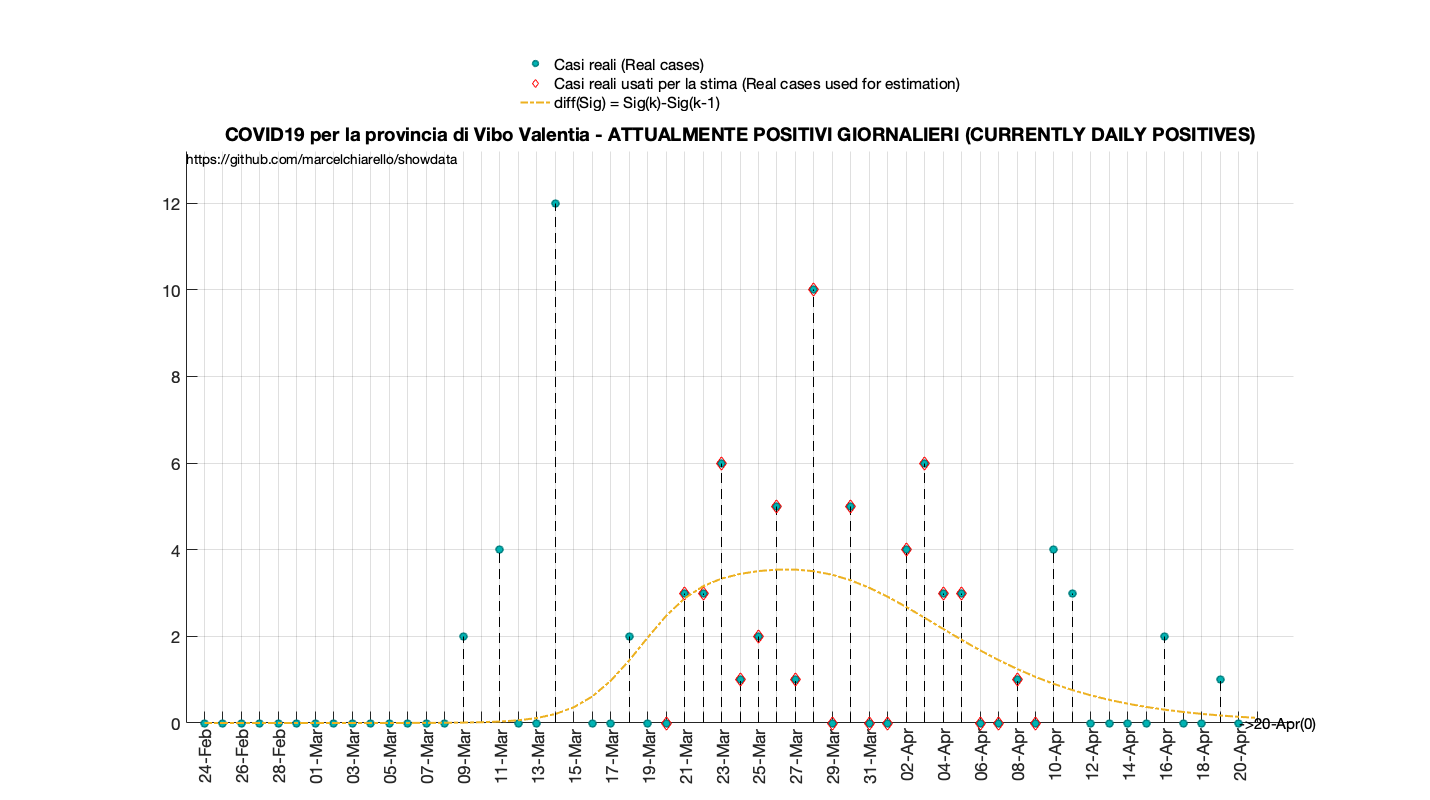 Casi reali (Real cases)
Casi reali usati per la stima (Real cases used for estimation)
diff(Sig) = Sig(k)-Sig(k-1)
COVID19 per la provincia di Vibo Valentia - ATTUALMENTE POSITIVI GIORNALIERI (CURRENTLY DAILY POSITIVES)
https://github.com/marcelchiarello/showdata
12
10
8
6
4
2
0
-->20-Apr(0)
24-Feb
26-Feb
28-Feb
01-Mar
03-Mar
05-Mar
07-Mar
09-Mar
11-Mar
13-Mar
15-Mar
17-Mar
19-Mar
21-Mar
23-Mar
25-Mar
27-Mar
29-Mar
31-Mar
02-Apr
04-Apr
06-Apr
08-Apr
10-Apr
12-Apr
14-Apr
16-Apr
18-Apr
20-Apr